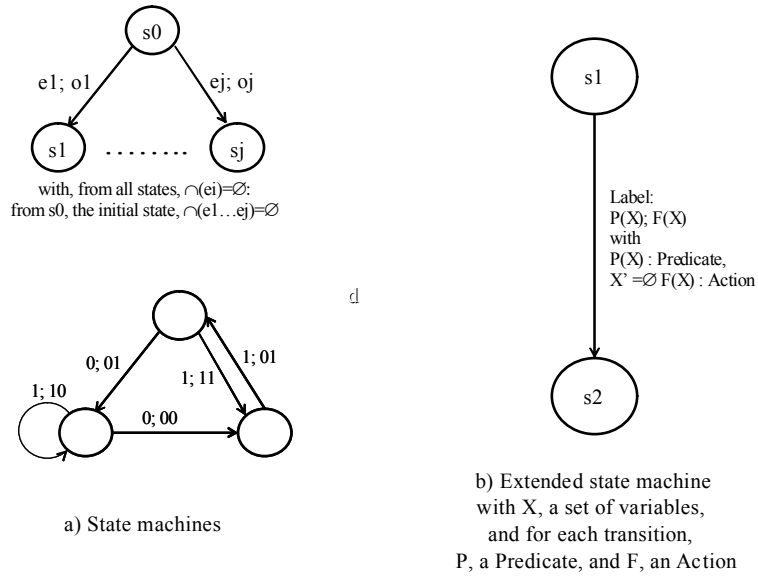 s0
e1; o1
ej; oj
s1
. . . . . . . .
sj
with, from all states, ∩(ei)=∅:
from s0, the initial state, ∩(e1…ej)=∅
0; 01
1; 11
1; 01
1; 10
0; 00
a) State machines
d
s1
Label:
P(X); F(X)
with
P(X) : Predicate,
X' =∅ F(X) : Action
s2
b) Extended state machine
with X, a set of variables,
and for each transition,
P, a Predicate, and F, an Action